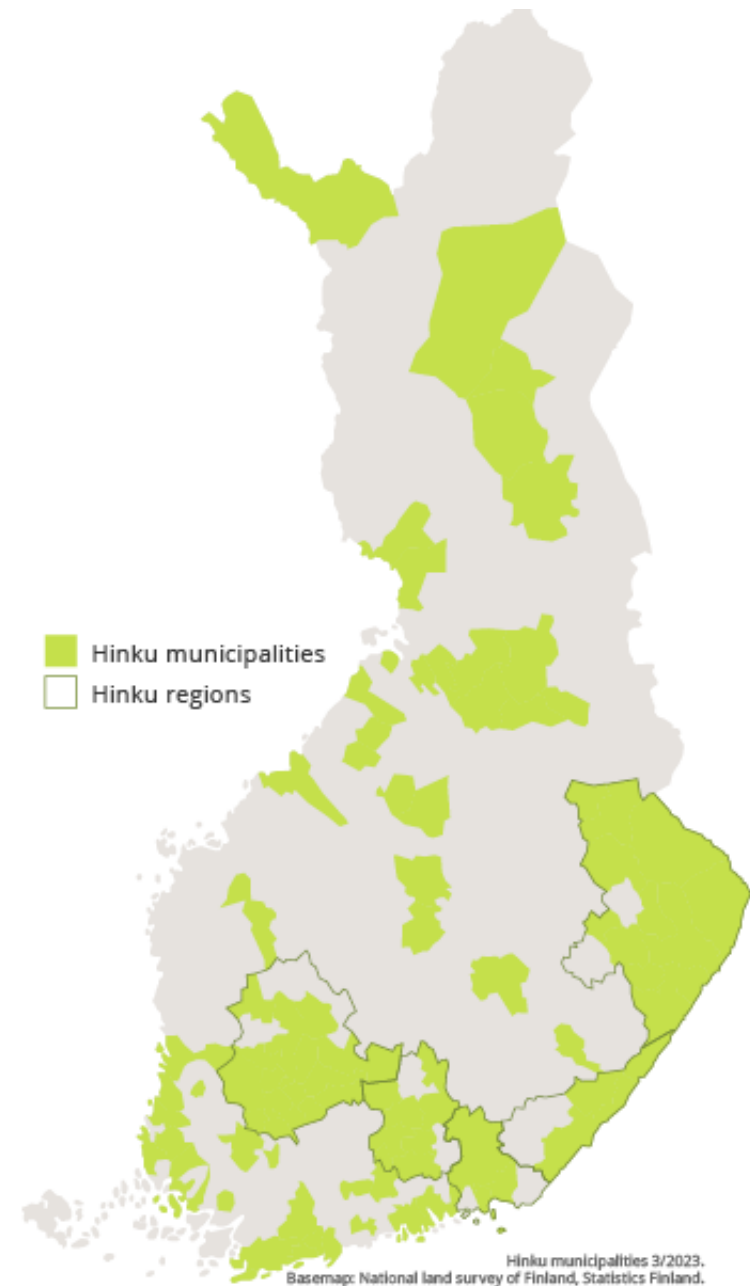 Hinku municipalities
Hinku regions
Hinku municipalities 3/2023.
Basemap: National land survey of Finland, Statistics Finland.